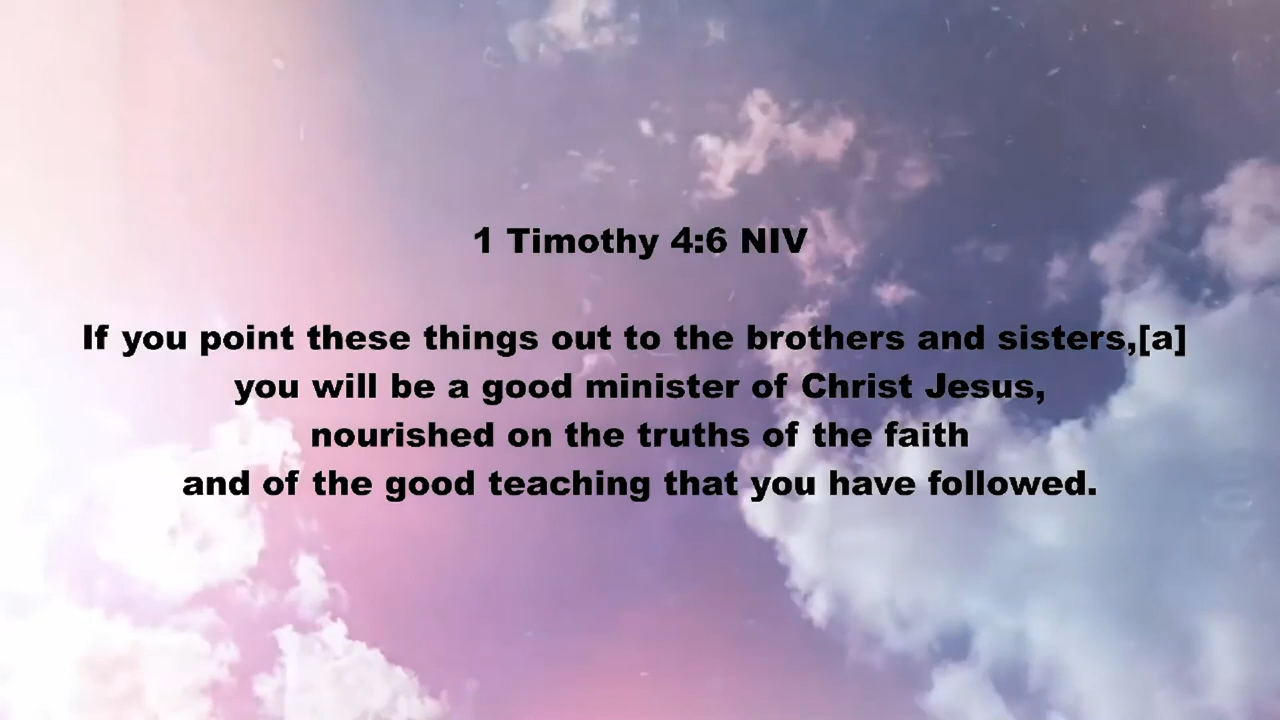 1 Timothy 4:6 NIV
If you point these things out to the brothers and sisters,[a]
you will be a good minister of Christ Jesus,
nourished on the truths of the faith
and of the good teaching that you have followed.